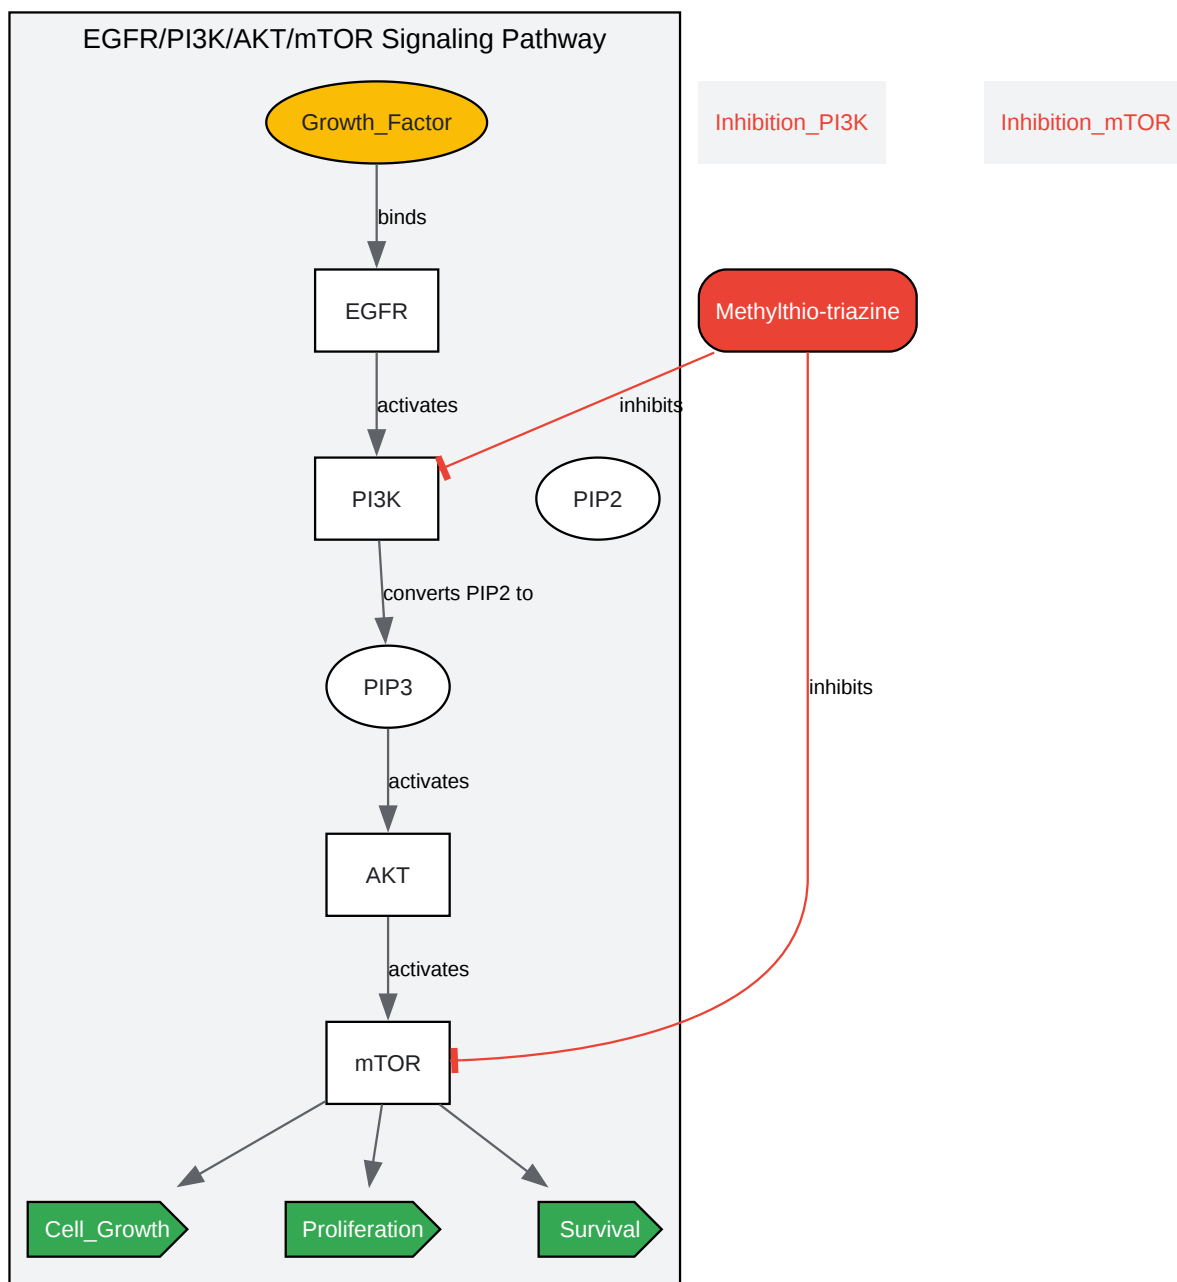 EGFR/PI3K/AKT/mTOR Signaling Pathway
Growth_Factor
Inhibition_PI3K
Inhibition_mTOR
binds
EGFR
Methylthio-triazine
activates
inhibits
PI3K
PIP2
converts PIP2 to
PIP3
inhibits
activates
AKT
activates
mTOR
Cell_Growth
Proliferation
Survival